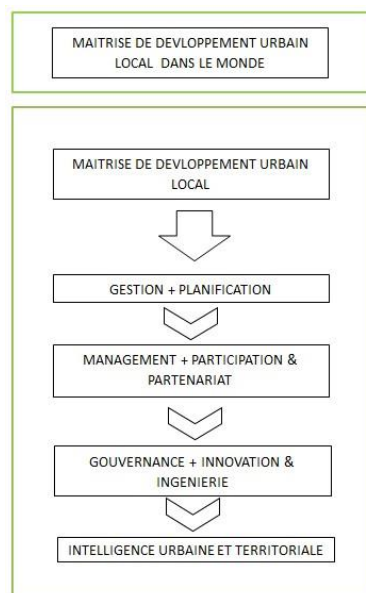 MAITRISE DE DEVLOPPEMENT URBAIN
LOCAL DANS LE MONDE
MAITRISE DE DEVLOPPEMENT URBAIN
LOCAL
GESTION + PLANIFICATION
MANAGEMENT + PARTICIPATION &
PARTENARIAT
GOUVERNANCE + INNOVATION &
INGENIERIE
INTELLIGENCE URBAINE ET TERRITORIALE